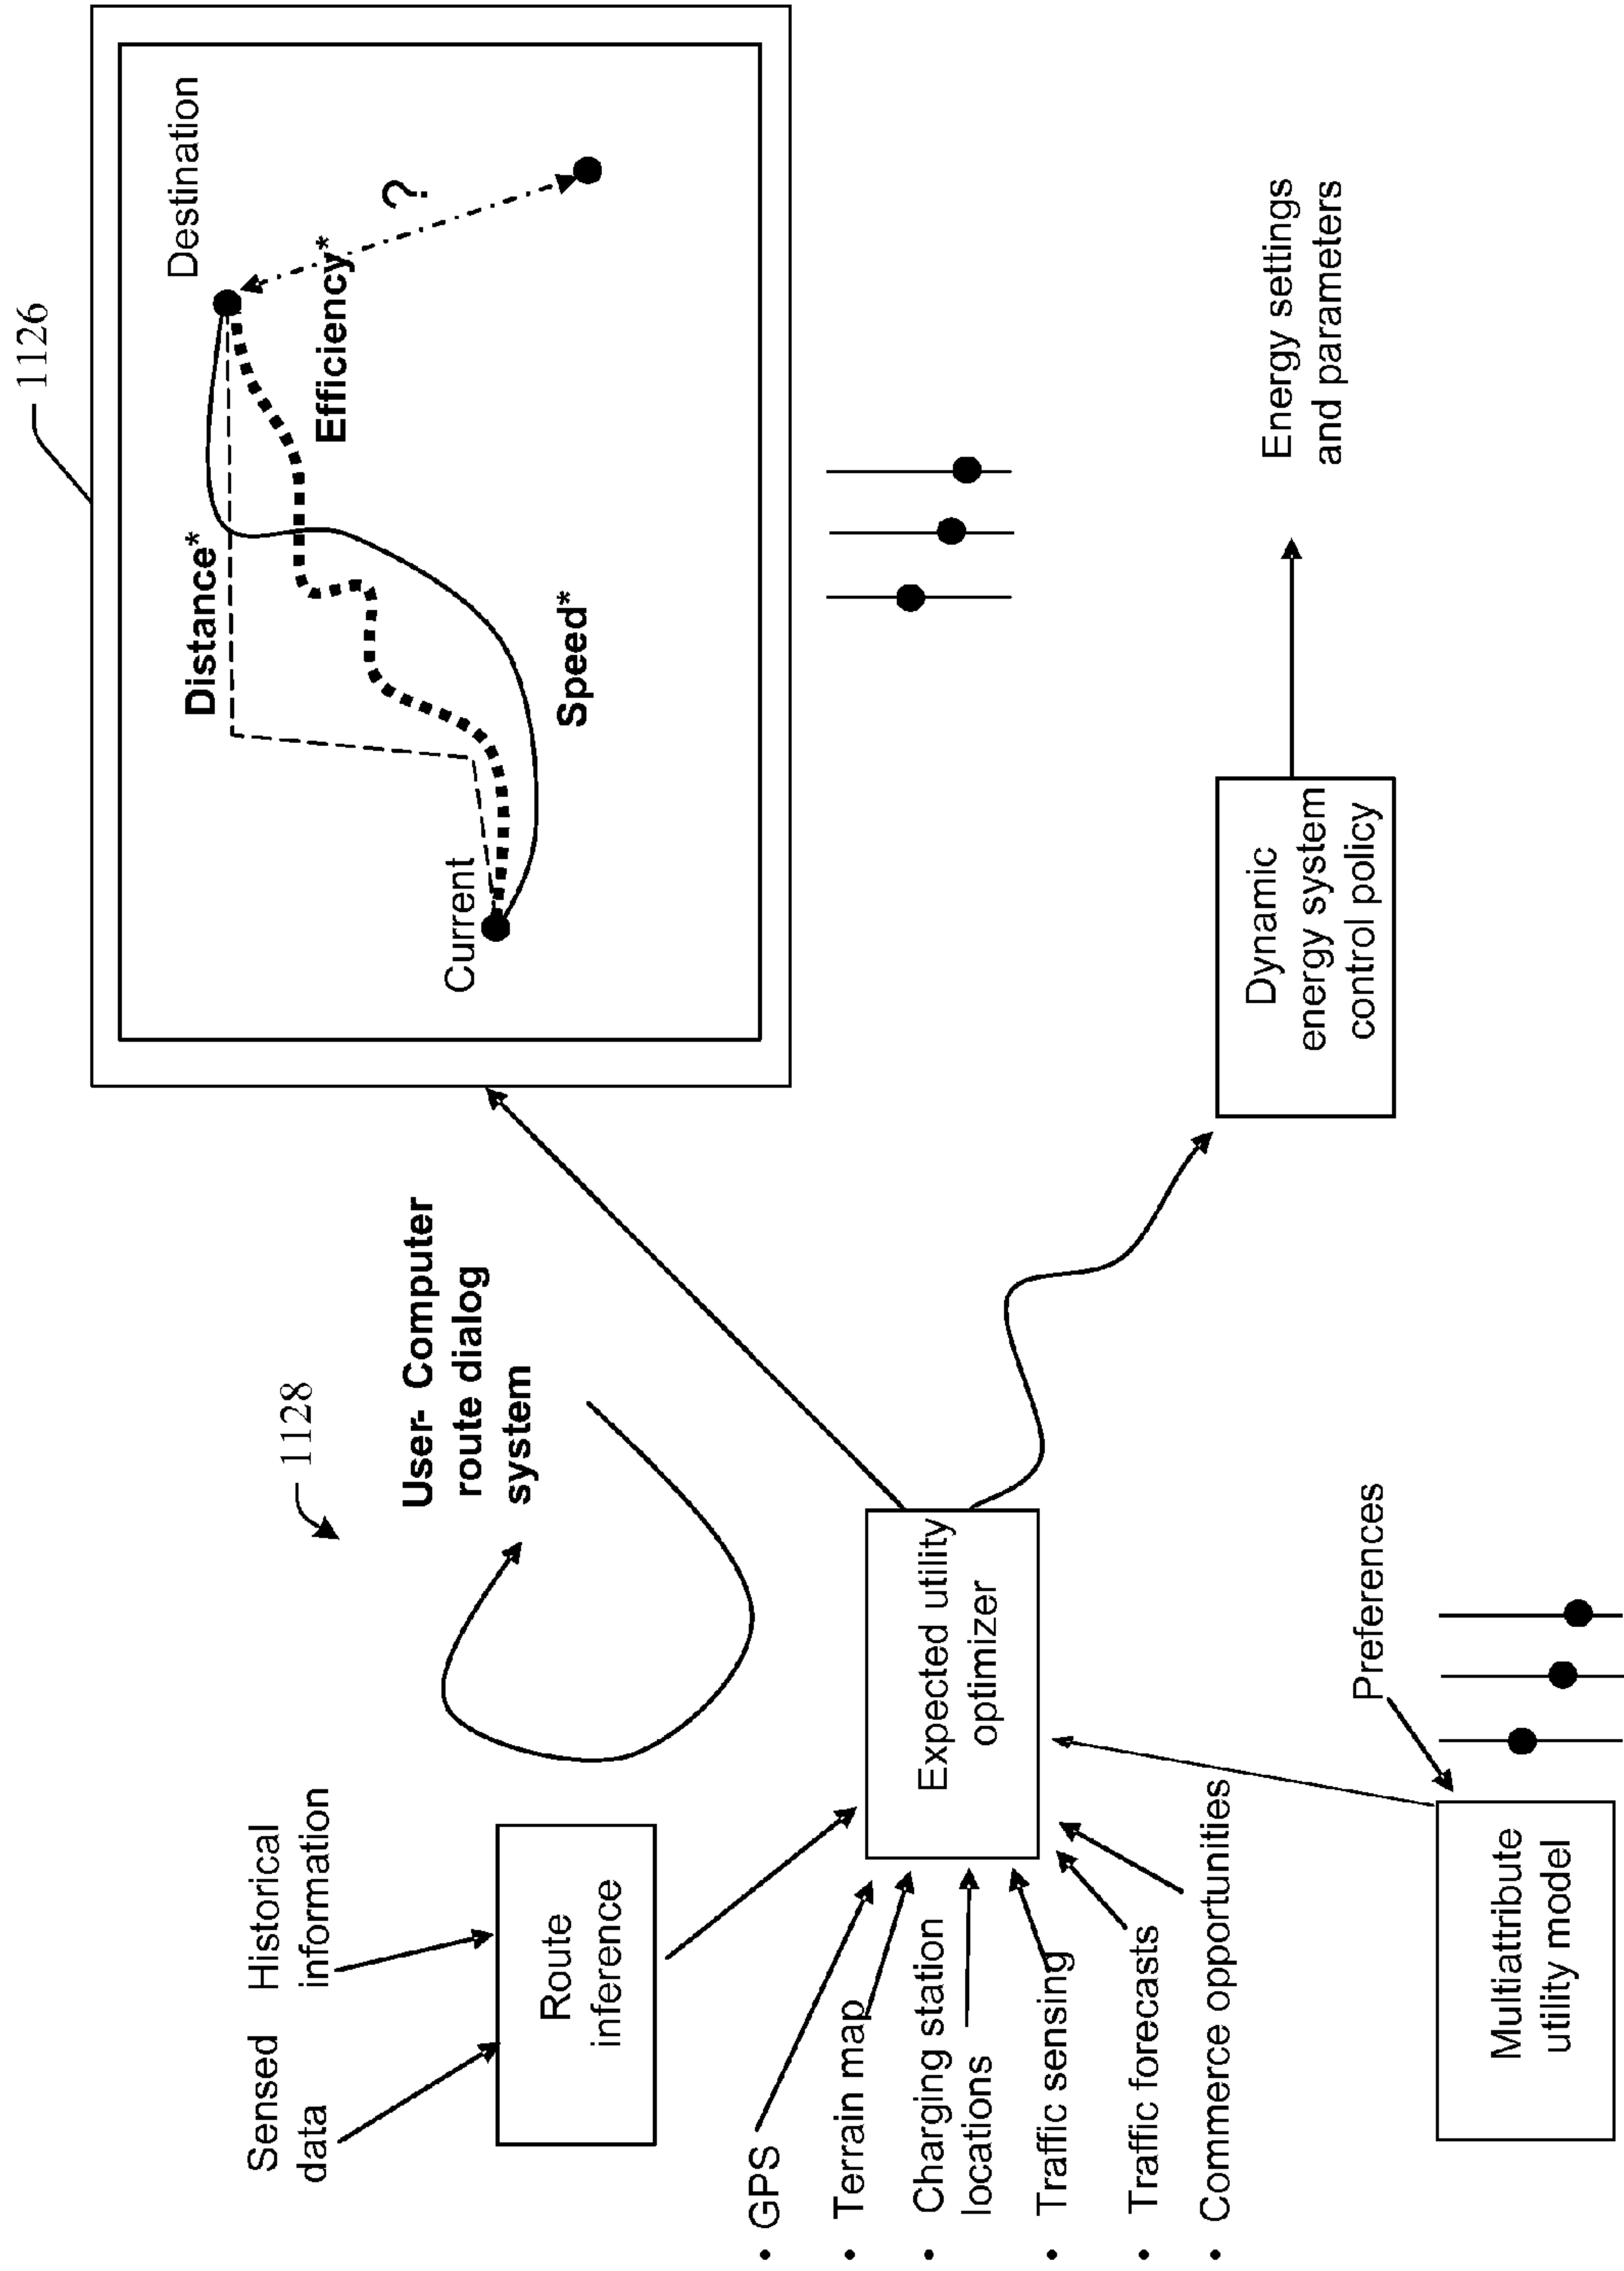 1126
Destination
Distance*
Efficiency*
?
Current
Speed*
1128
User- Computer
route dialog
system
Sensed
data
Historical
information
Route
inference
• GPS
• Terrain map
• Charging station
locations
• Traffic sensing
• Traffic forecasts
• Commerce opportunities
Expected utility
optimizer
Preferences
Multiattribute
utility model
Dynamic
energy system
control policy
Energy settings
and parameters